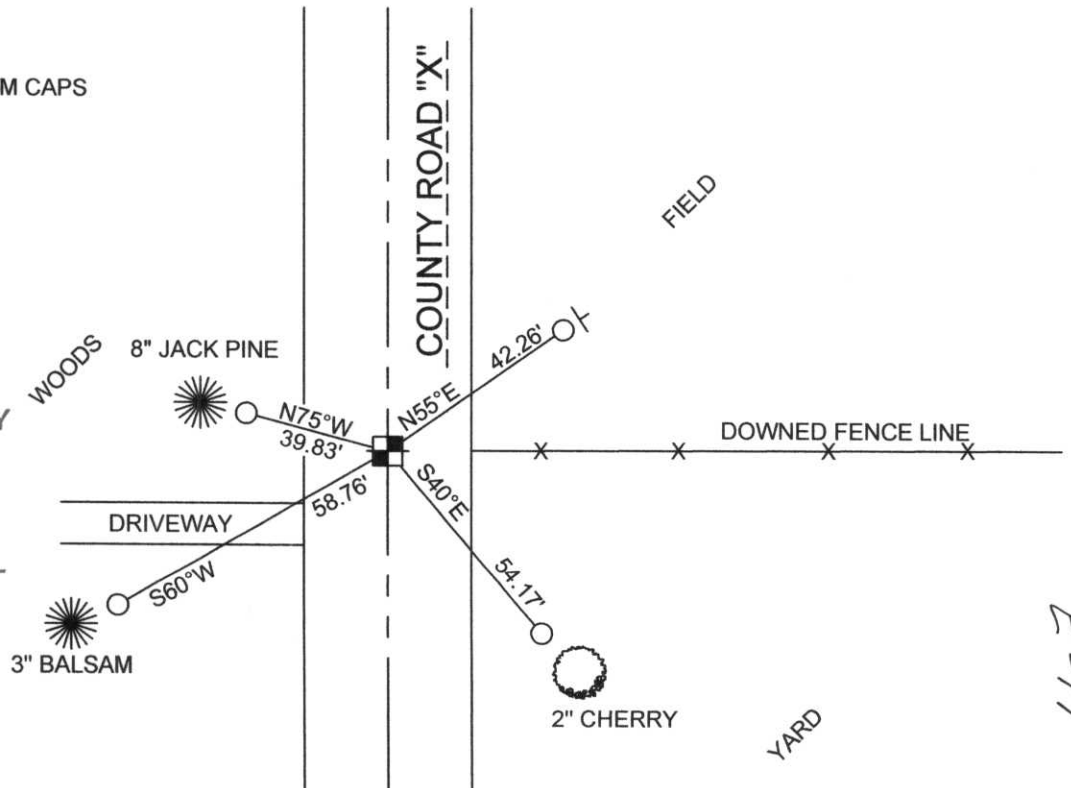 M CAPS
COUNTY ROAD "X"
FIELD
WOODS
8" JACK PINE
42.26'
N55°E
N75°W
39.83'
DOWNED FENCE LINE
X X X X
S40°E
58.76'
DRIVEWAY
54.17'
S60°W
3" BALSAM
2" CHERRY
YARD